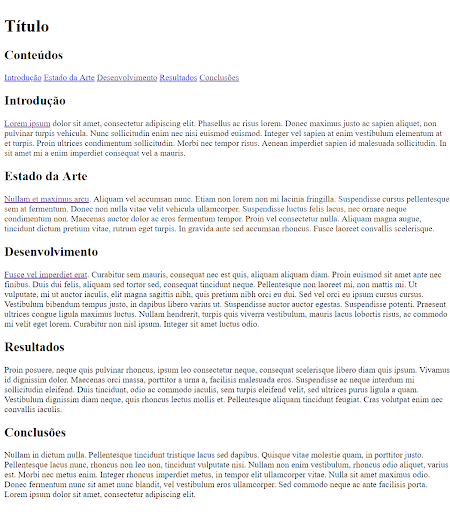 Título
Conteúdos
Introdução Estado da Arte Desenvolvimento Resultados Conclusões
Introdução
Lorem ipsum dolor sit amet, consectetur adipiscing elit. Phasellus ac risus lorem. Donec maximus justo ac sapien aliquet, non
pulvinar turpis vehicula. Nunc sollicitudin enim nec nisi euismod euismod. Integer vel sapien at enim vestibulum elementum at
et turpis. Proin ultrices condimentum sollicitudin. Morbi nec tempor risus. Aenean imperdiet sapien id malesuada sollicitudin. In
sit amet mi a enim imperdiet consequat vel a mauris.
Estado da Arte
Nullam et maximus arcu. Aliquam vel accumsan nunc. Etiam non lorem non mi lacinia fringilla. Suspendisse cursus pellentesque
sem at fermentum. Donec non nulla vitae velit vehicula ullamcorper. Suspendisse luctus felis lacus, nec ornare neque
condimentum non. Maecenas auctor dolor ac eros fermentum tempor. Proin vel consectetur nulla. Aliquam magna augue,
tincidunt dictum pretium vitae, rutrum eget turpis. In gravida ante sed accumsan rhoncus. Fusce laoreet convallis scelerisque.
Desenvolvimento
Fusce vel imperdiet erat. Curabitur sem mauris, consequat nec est quis, aliquam aliquam diam. Proin euismod sit amet ante nec
finibus. Duis dui felis, aliquam sed tortor sed, consequat tincidunt neque. Pellentesque non laoreet mi, non mattis mi. Ut
vulputate, mi ut auctor iaculis, elit magna sagittis nibh, quis pretium nibh orci eu dui. Sed vel orci eu ipsum cursus cursus.
Vestibulum bibendum tempus justo, in dapibus libero varius ut. Suspendisse auctor auctor egestas. Suspendisse potenti. Praesent
ultrices congue ligula maximus luctus. Nullam hendrerit, turpis quis viverra vestibulum, mauris lacus lobortis risus, ac commodo
mi velit eget lorem. Curabitur non nisl ipsum. Integer sit amet luctus odio.
Resultados
Proin posuere, neque quis pulvinar rhoncus, ipsum leo consectetur neque, consequat scelerisque libero diam quis ipsum. Vivamus
id dignissim dolor. Maecenas orci massa, porttitor a urna a, facilisis malesuada eros. Suspendisse ac neque interdum mi
sollicitudin eleifend. Duis tincidunt, odio ac commodo iaculis, sem turpis eleifend velit, sed ultrices purus ligula a quam.
Vestibulum dignissim diam neque, quis rhoncus lectus mollis et. Pellentesque aliquam tincidunt feugiat. Cras volutpat enim nec
convallis iaculis.
Conclusões
Nullam in dictum nulla. Pellentesque tincidunt tristique lacus sed dapibus. Quisque vitae molestie quam, in porttitor justo.
Pellentesque lacus nunc, rhoncus non leo non, tincidunt vulputate nisi. Nullam non enim vestibulum, rhoncus odio aliquet, varius
est. Morbi nec metus enim. Integer rhoncus imperdiet metus, in tempor elit ullamcorper vitae. Nulla sit amet maximus odio.
Donec fermentum nunc sit amet nunc blandit, vel vestibulum eros ullamcorper. Sed commodo neque ac ante facilisis porta.
Lorem ipsum dolor sit amet, consectetur adipiscing elit.